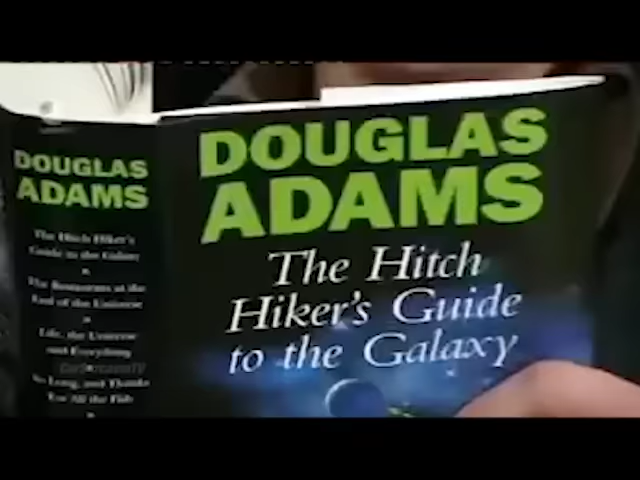 DOUGLAS
ADAMS
The Hitch Hiker's
Guide to the Galaxy
The Restaurant at the
End of the Universe
Life, the Universe
and Everything
So Long, and Thanks
For All the Fish
DOUGLAS
ADAMS
The Hitch
Hiker's Guide
to the Galaxy